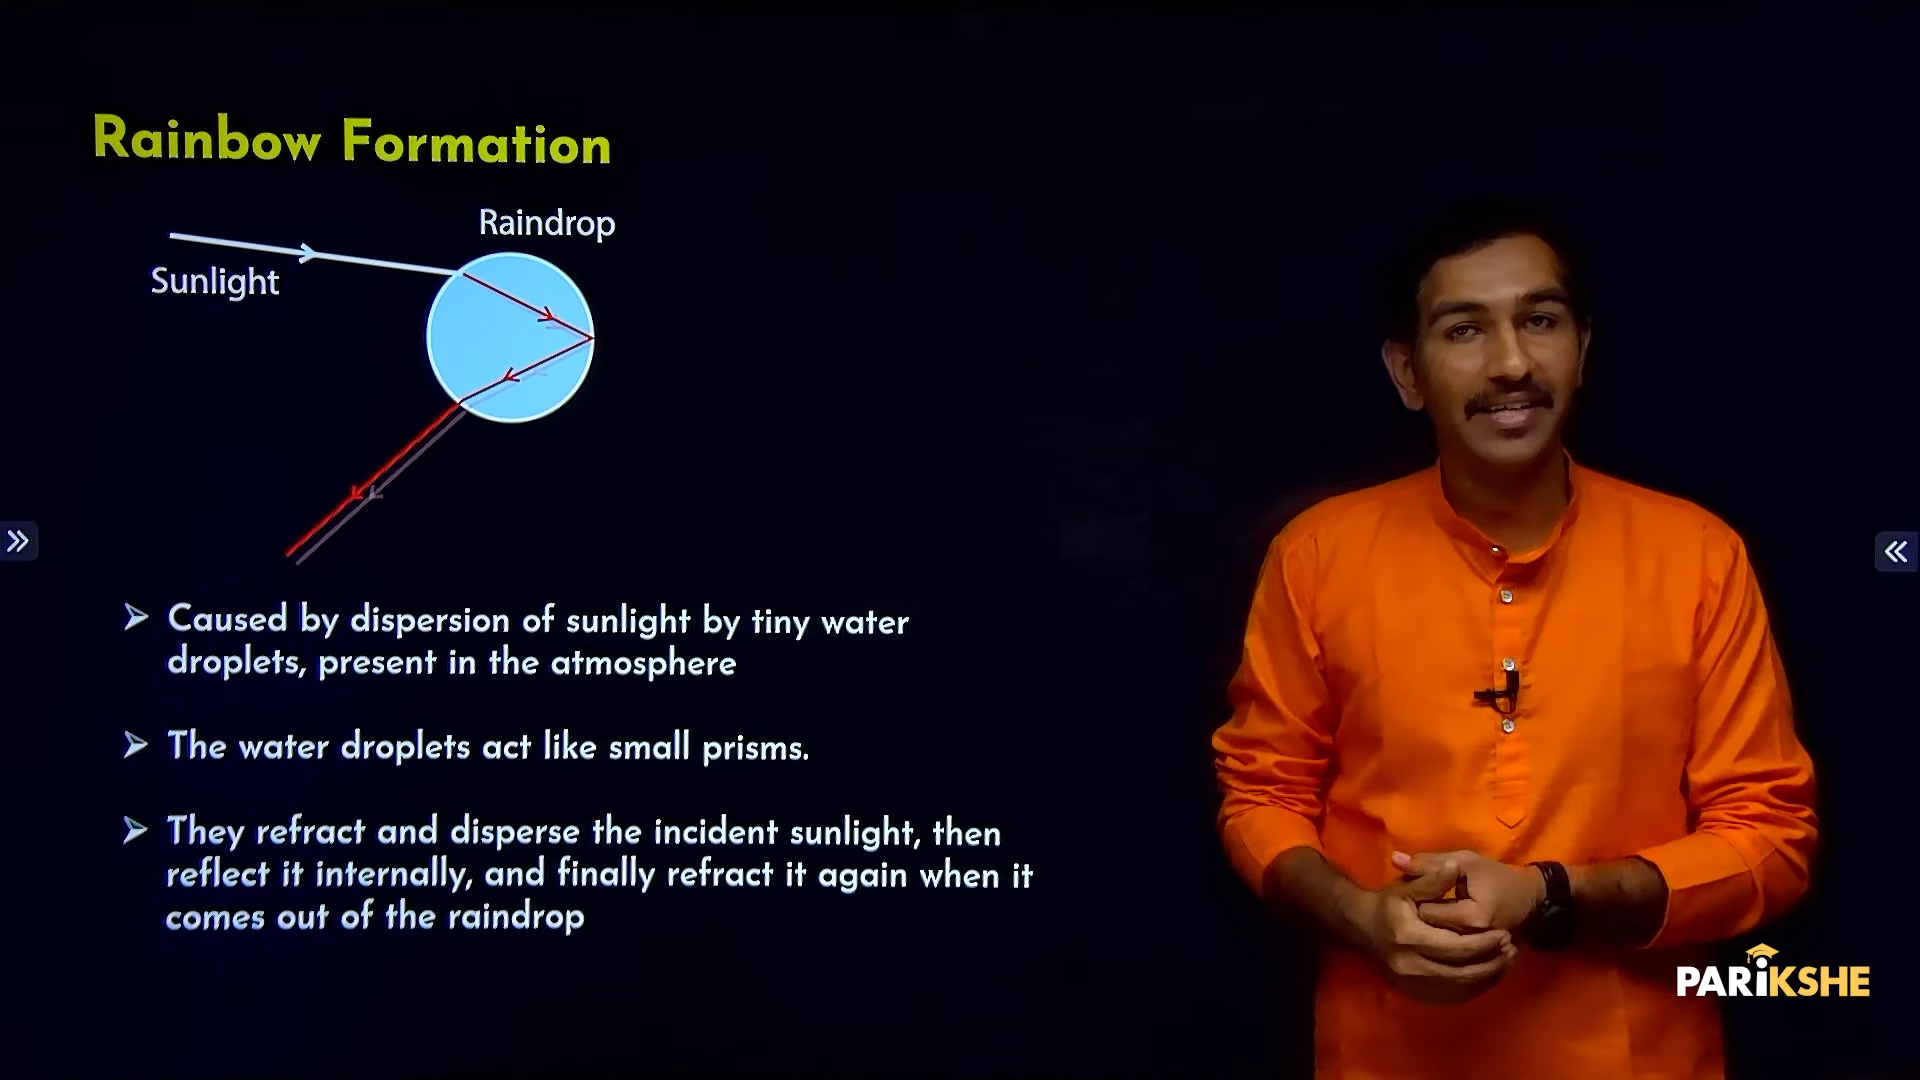 Rainbow Formation
Raindrop
Sunlight
➢ Caused by dispersion of sunlight by tiny water
droplets, present in the atmosphere
➢ The water droplets act like small prisms.
➢ They refract and disperse the incident sunlight, then
reflect it internally, and finally refract it again when it
comes out of the raindrop
PARiKSHE